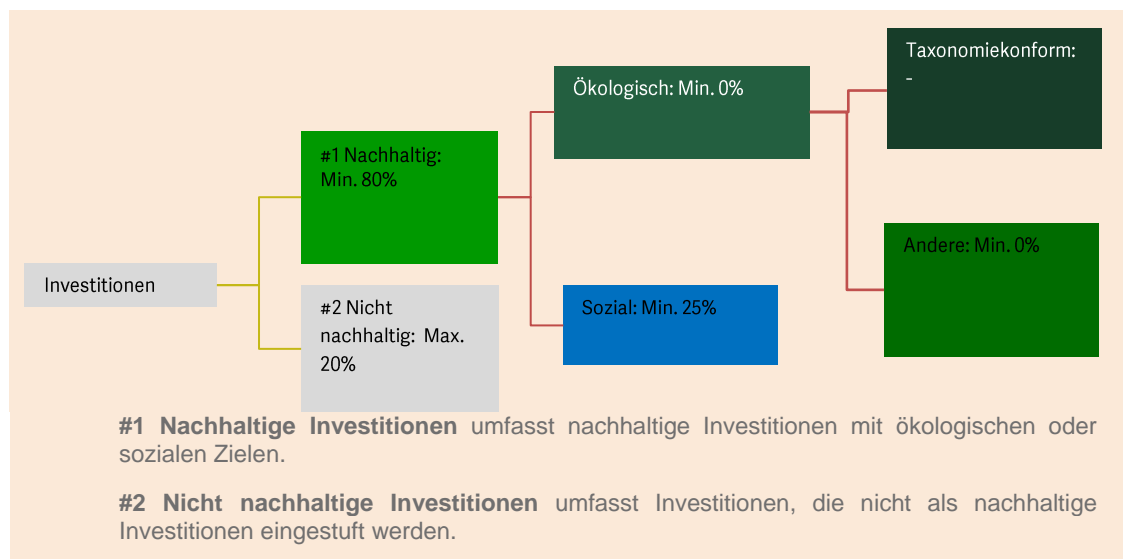 Taxonomiekonform:
-
Ökologisch: Min. 0%
#1 Nachhaltig:
Min. 80%
Andere: Min. 0%
Investitionen
#2 Nicht
nachhaltig: Max.
20%
Sozial: Min. 25%
#1 Nachhaltige Investitionen umfasst nachhaltige Investitionen mit ökologischen oder
sozialen Zielen.
#2 Nicht nachhaltige Investitionen umfasst Investitionen, die nicht als nachhaltige
Investitionen eingestuft werden.